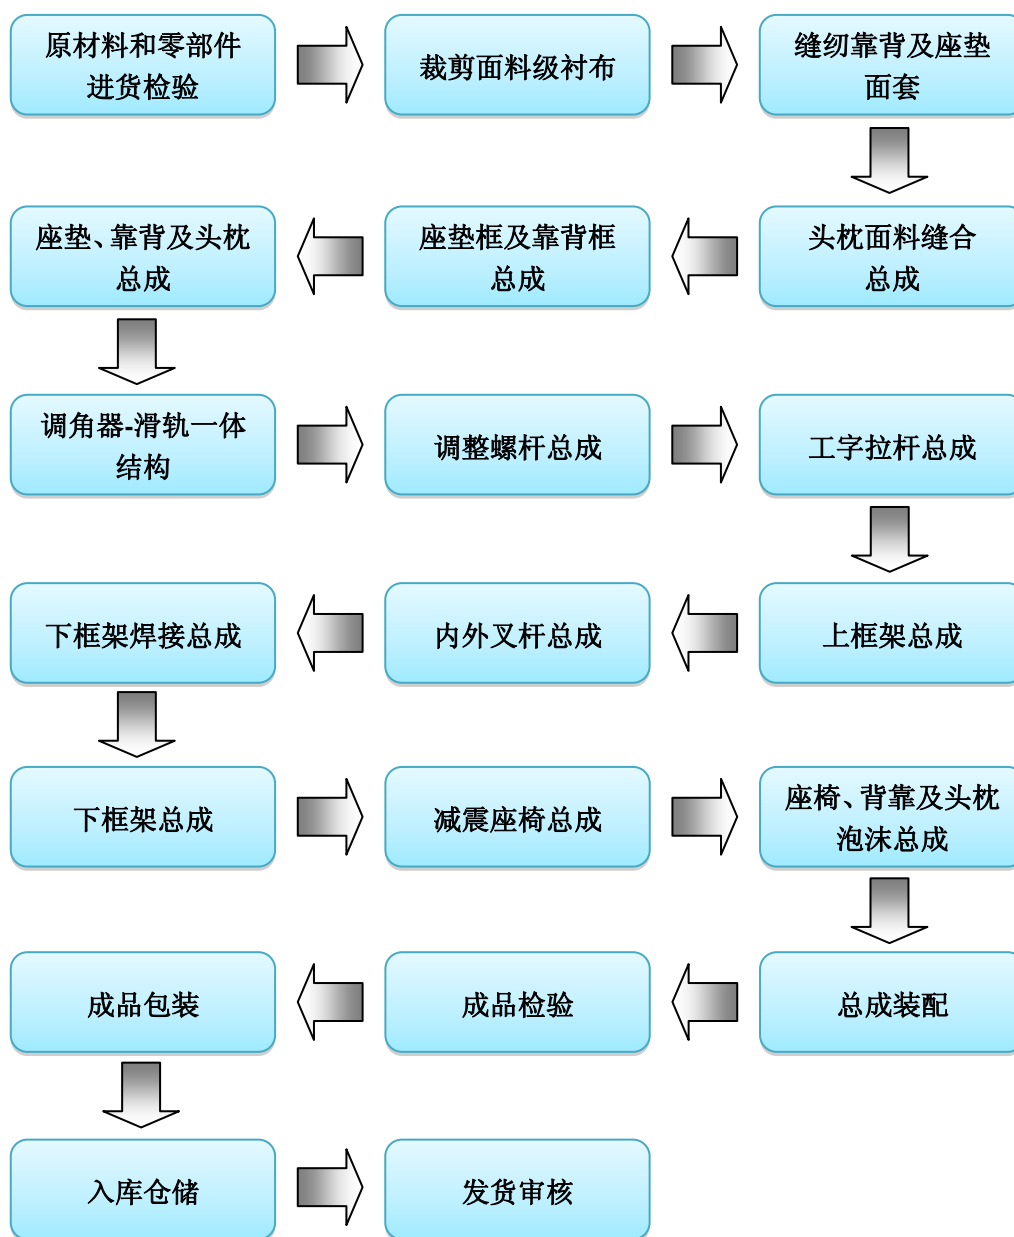 原材料和零部件
进货检验
裁剪面料级衬布
缝纫靠背及座垫
面套
头枕面料缝合
总成
座垫框及靠背框
总成
座垫、靠背及头枕
总成
调角器-滑轨一体
结构
调整螺杆总成
工字拉杆总成
上框架总成
内外叉杆总成
下框架焊接总成
下框架总成
减震座椅总成
座椅、背靠及头枕
泡沫总成
总成装配
成品检验
成品包装
入库仓储
发货审核